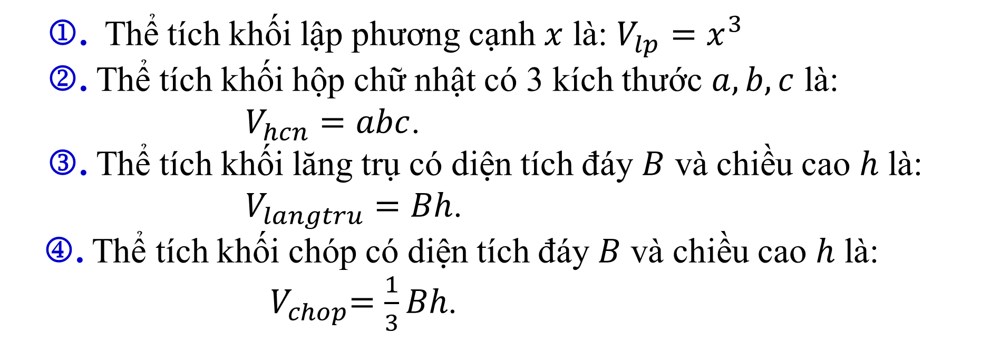 ①. Thể tích khối lập phương cạnh x là: V_{lp} = x^3
②. Thể tích khối hộp chữ nhật có 3 kích thước a, b, c là:
V_{hcn} = abc.
③. Thể tích khối lăng trụ có diện tích đáy B và chiều cao h là:
V_{langtru} = Bh.
④. Thể tích khối chóp có diện tích đáy B và chiều cao h là:
V_{chop} = \frac{1}{3} Bh.